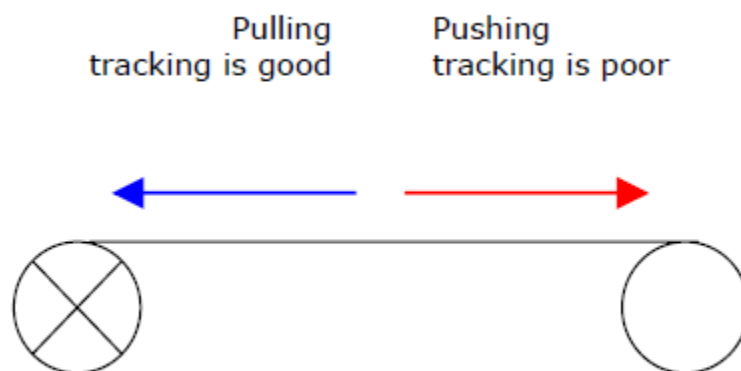 Pulling
tracking is good
Pushing
tracking is poor